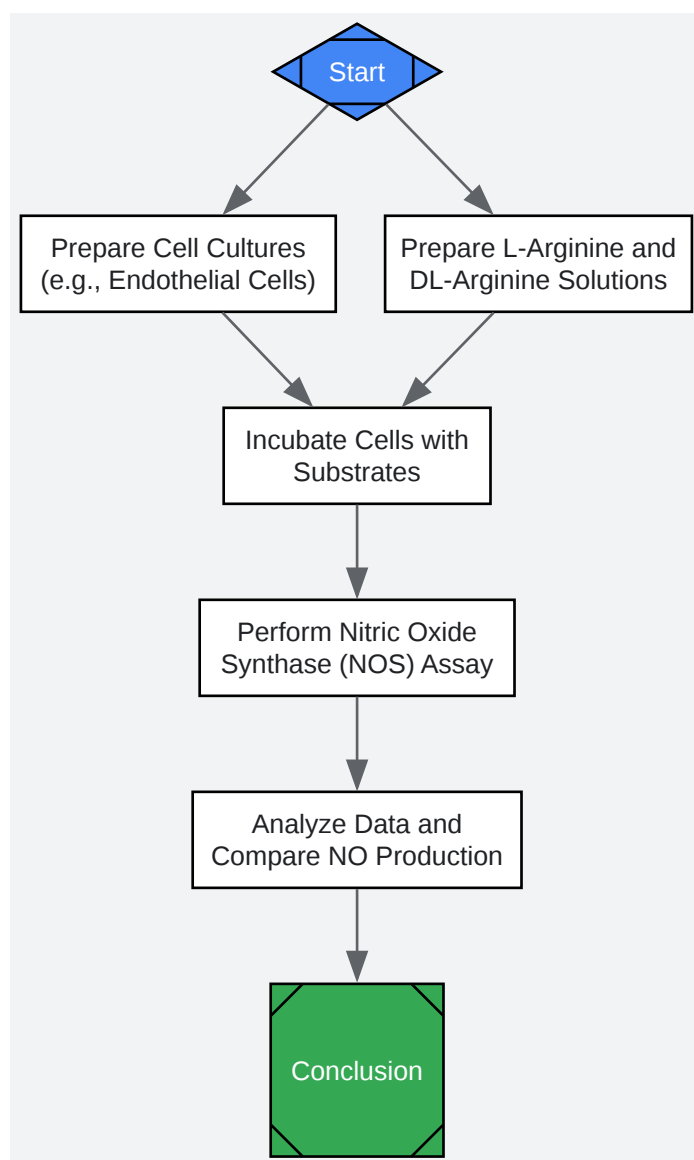 Start
Prepare Cell Cultures
(e.g., Endothelial Cells)
Prepare L-Arginine and
DL-Arginine Solutions
Incubate Cells with
Substrates
Perform Nitric Oxide
Synthase (NOS) Assay
Analyze Data and
Compare NO Production
Conclusion